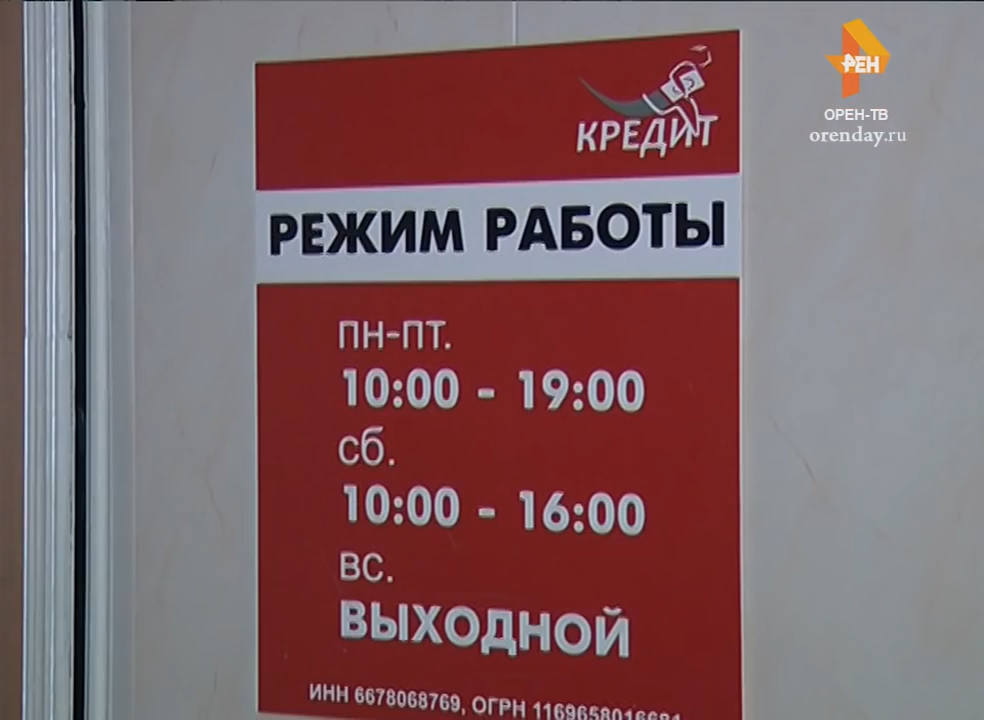 РЕН
ОРЕН-ТВ
orenday.ru
КРЕДИТ
РЕЖИМ РАБОТЫ
ПН-ПТ.
10:00 - 19:00
СБ.
10:00 - 16:00
ВС.
ВЫХОДНОЙ
ИНН 6678068769, ОГРН 1169658016681